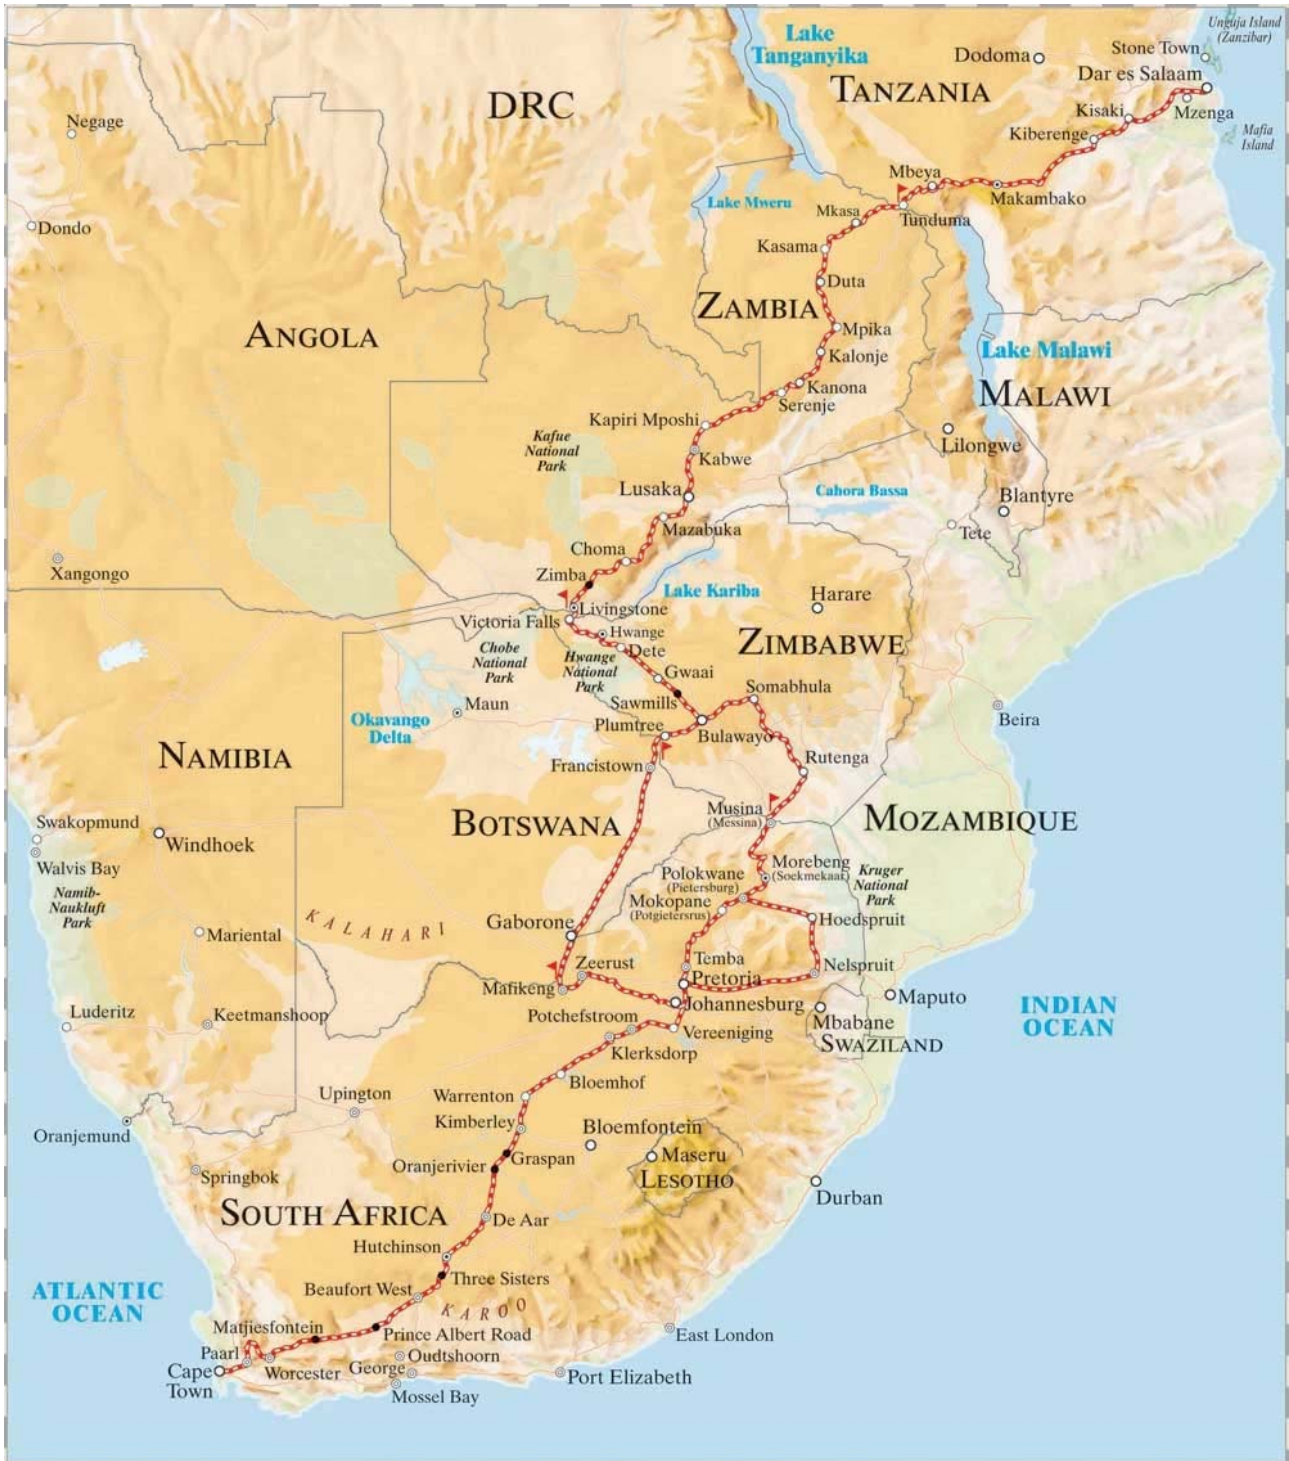 Unguja Island
(Zanzibar)
Lake
Tanganyika
Dodoma
Stone Town
Dar es Salaam
TANZANIA
DRC
Kisaki
Mzenga
Negage
Kiberenge
Mafia
Island
Mbeya
Makambako
Lake Mweru
Mkasa
Tunduma
Dondo
Kasama
Duta
ZAMBIA
Mpika
ANGOLA
Kalonje
Lake Malawi
Kanona
MALAWI
Serenje
Kapiri Mposhi
Kafue
National
Park
Lilongwe
Kabwe
Lusaka
Cahora Bassa
Blantyre
Mazabuka
Tete
Choma
Xangongo
Zimba
Lake Kariba
Harare
Livingstone
Victoria Falls
Hwange
ZIMBABWE
Chobe
National
Park
Dete
Hwange
National
Park
Gwaai
Somabhula
Sawmills
Maun
Okavango
Delta
Beira
Plumtree
Bulawayo
NAMIBIA
Francistown
Rutenga
Musina
(Messina)
BOTSWANA
MOZAMBIQUE
Swakopmund
Windhoek
Walvis Bay
Morebeng
(Soekmekaar)
Polokwane
(Pietersburg)
Kruger
National
Park
Namib-
Naukluft
Park
Mokopane
(Potgietersrus)
KALAHARI
Gaborone
Hoedspruit
Mariental
Zeerust
Temba
Nelspruit
Pretoria
Mafikeng
Johannesburg
Maputo
INDIAN
OCEAN
Luderitz
Keetmanshoop
Potchefstroom
Mbabane
Vereeniging
SWAZILAND
Klerksdorp
Bloemhof
Upington
Warrenton
Kimberley
Bloemfontein
Oranjemund
Graspan
Maseru
Oranjerivier
LESOTHO
Springbok
Durban
SOUTH AFRICA
De Aar
Hutchinson
Three Sisters
ATLANTIC
OCEAN
Beaufort West
KAROO
Matjiesfontein
Prince Albert Road
East London
Paarl
Oudtshoorn
Cape
Town
Worcester
George
Port Elizabeth
Mossel Bay